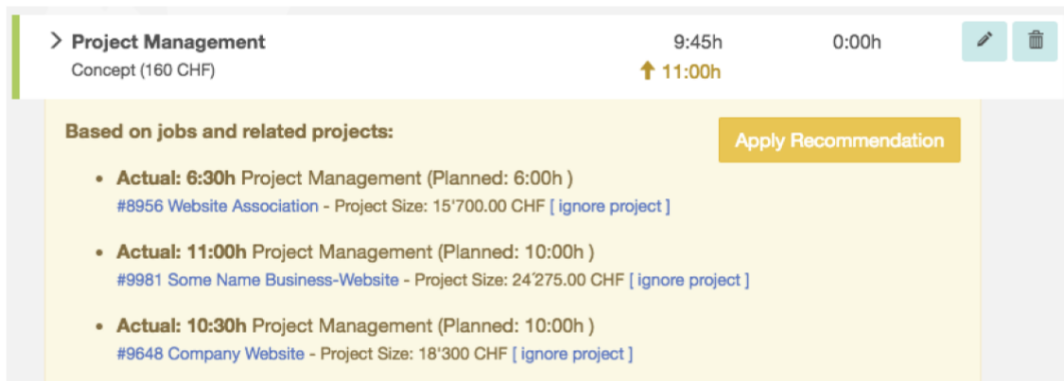 Project Management 9:45h 0:00h
Concept (160 CHF) 11:00h
Based on jobs and related projects:
Apply Recommendation
• Actual: 6:30h Project Management (Planned: 6:00h )
#8956 Website Association - Project Size: 15'700.00 CHF [ ignore project ]
• Actual: 11:00h Project Management (Planned: 10:00h )
#9981 Some Name Business-Website - Project Size: 24'275.00 CHF [ ignore project ]
• Actual: 10:30h Project Management (Planned: 10:00h )
#9648 Company Website - Project Size: 18'300 CHF [ ignore project ]